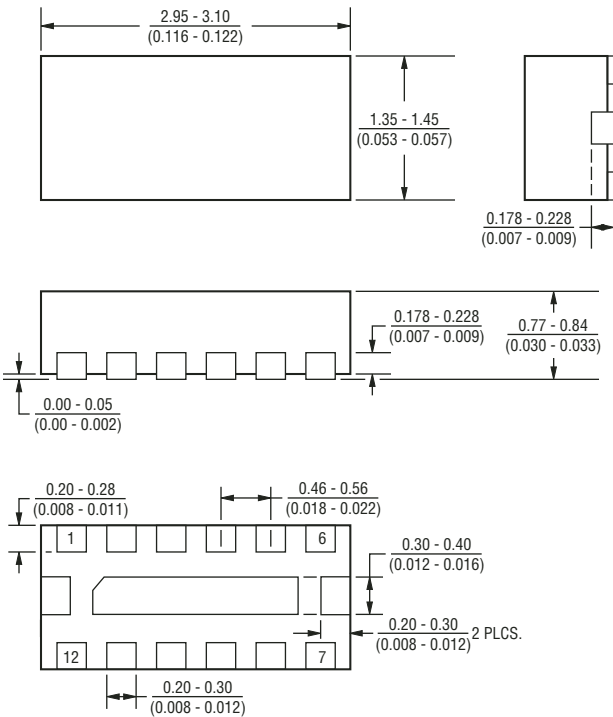 2.95 - 3.10
(0.116 - 0.122)
1.35 - 1.45
(0.053 - 0.057)
0.178 - 0.228
(0.007 - 0.009)
0.178 - 0.228
(0.007 - 0.009)
0.77 - 0.84
(0.030 - 0.033)
0.00 - 0.05
(0.00 - 0.002)
0.20 - 0.28
(0.008 - 0.011)
0.46 - 0.56
(0.018 - 0.022)
1
6
0.30 - 0.40
(0.012 - 0.016)
0.20 - 0.30
(0.008 - 0.012) 2 PLCS.
12
7
0.20 - 0.30
(0.008 - 0.012)